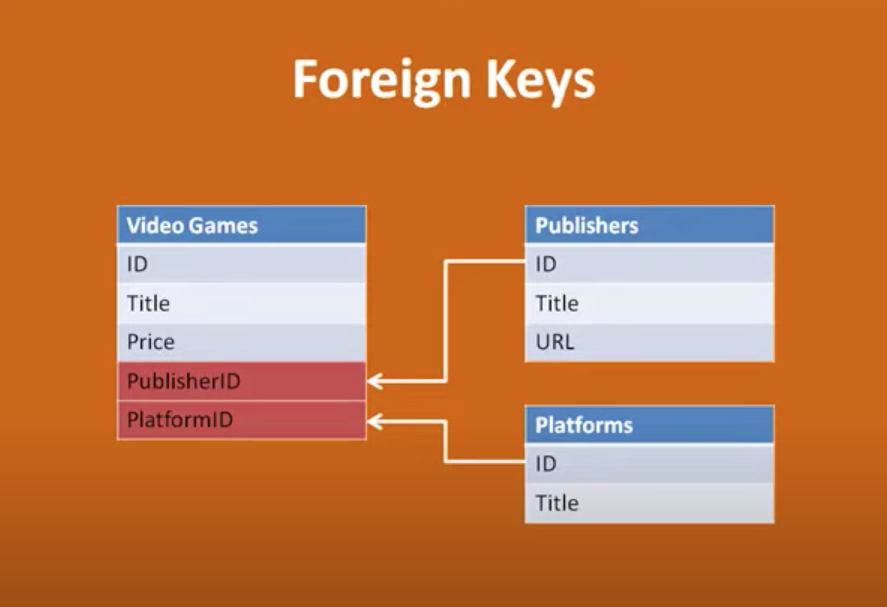 Foreign Keys
Video Games
ID
Title
Price
PublisherID
PlatformID
Publishers
ID
Title
URL
Platforms
ID
Title